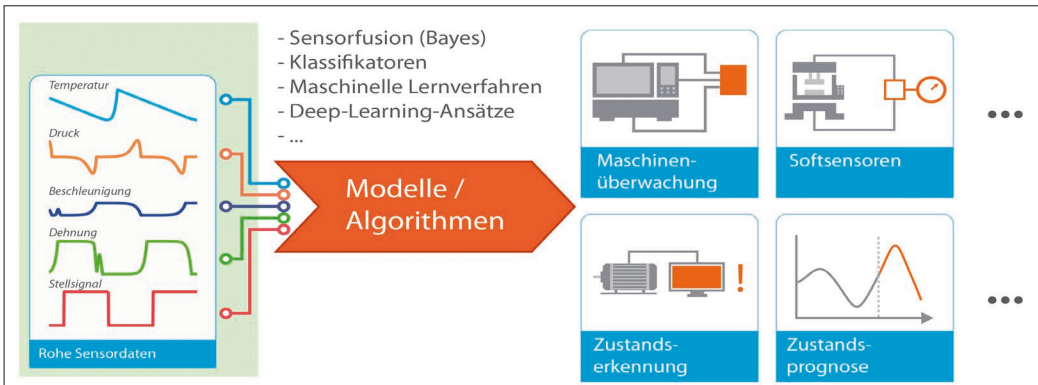 Temperatur
Druck
Beschleunigung
Dehnung
Stellsignal
Rohe Sensordaten
- Sensorfusion (Bayes)
- Klassifikatoren
- Maschinelle Lernverfahren
- Deep-Learning-Ansätze
- ...
Modelle /
Algorithmen
Maschinen-
überwachung
Softsensoren
...
Zustands-
erkennung
!
Zustands-
prognose
...